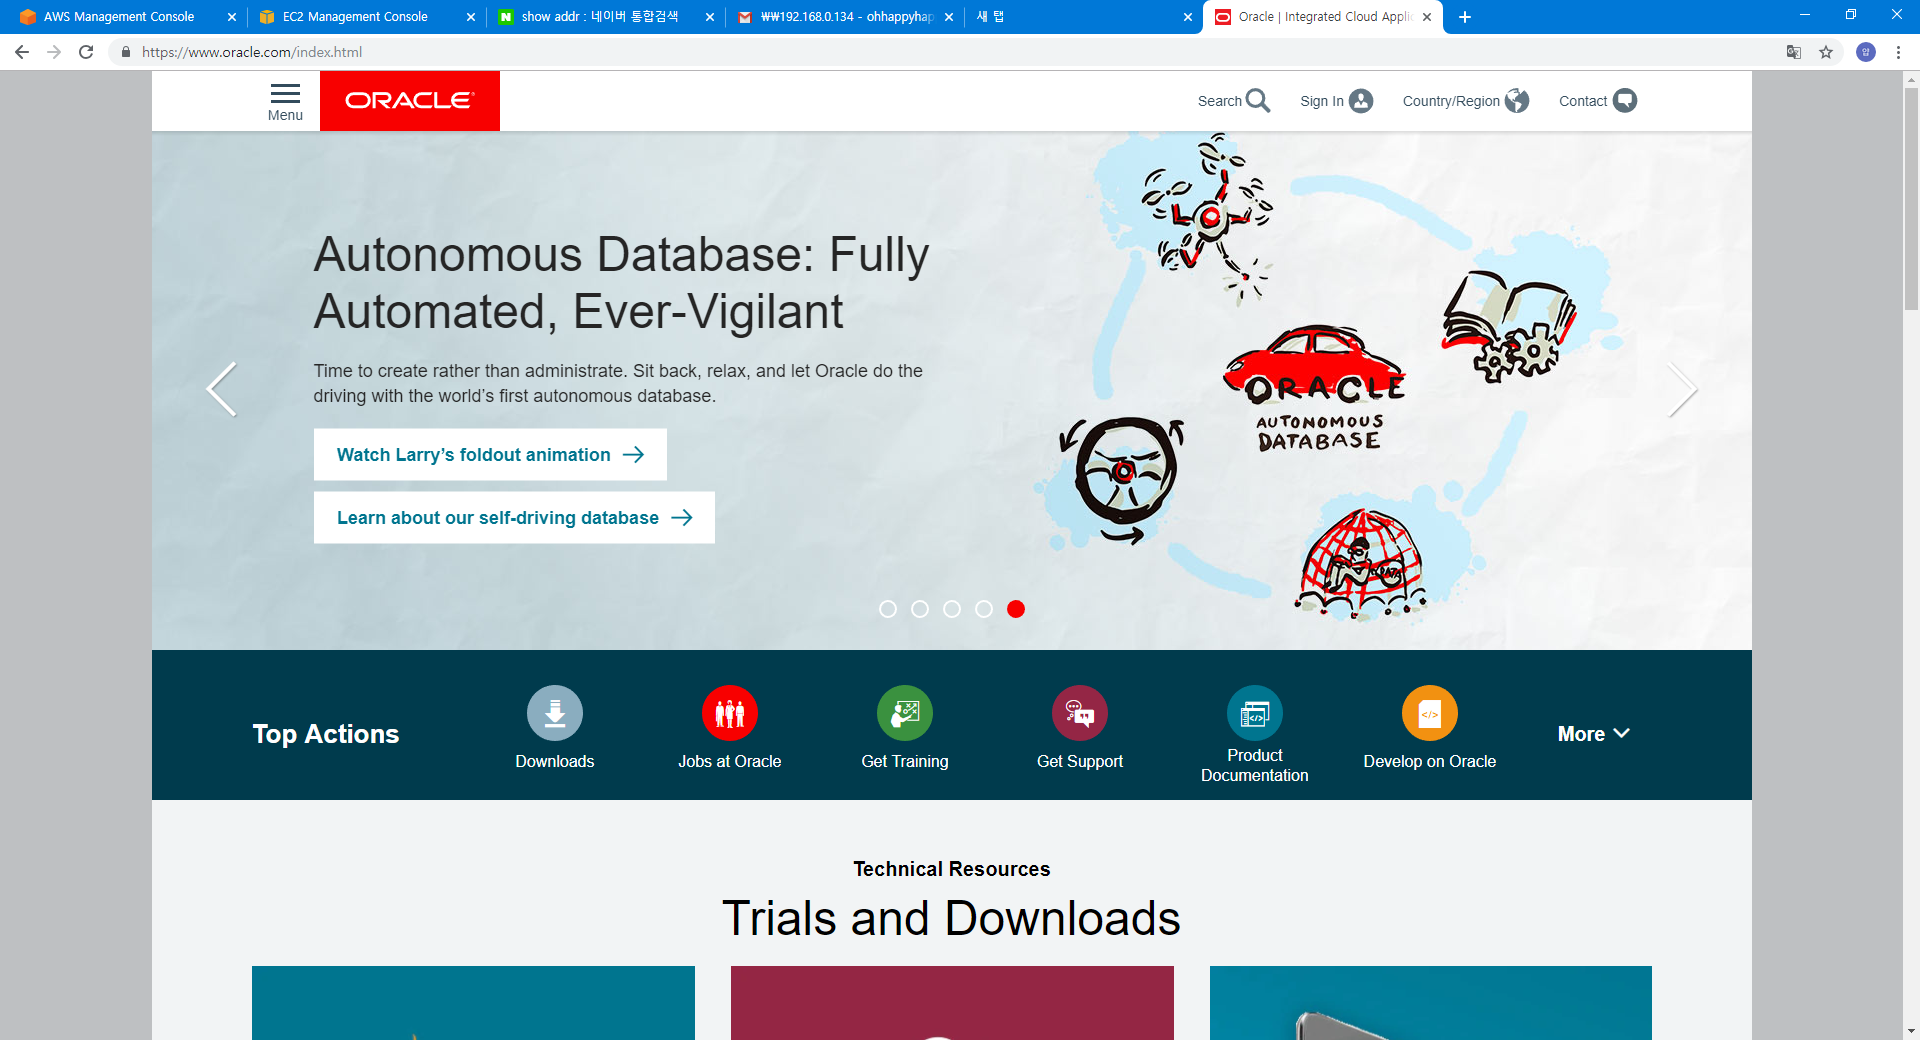 AWS Management Console
EC2 Management Console
show addr : 네이버 통합검색
₩₩192.168.0.134 - ohhappyhap
새 탭
Oracle | Integrated Cloud Applic
https://www.oracle.com/index.html
압
Menu
ORACLE
Search
Sign In
Country/Region
Contact
Autonomous Database: Fully
Automated, Ever-Vigilant
Time to create rather than administrate. Sit back, relax, and let Oracle do the
driving with the world’s first autonomous database.
Watch Larry’s foldout animation
Learn about our self-driving database
ORACLE
AUTONOMOUS
DATABASE
DATA
Top Actions
Downloads
Jobs at Oracle
Get Training
Get Support
Product
Documentation
Develop on Oracle
More
Technical Resources
Trials and Downloads